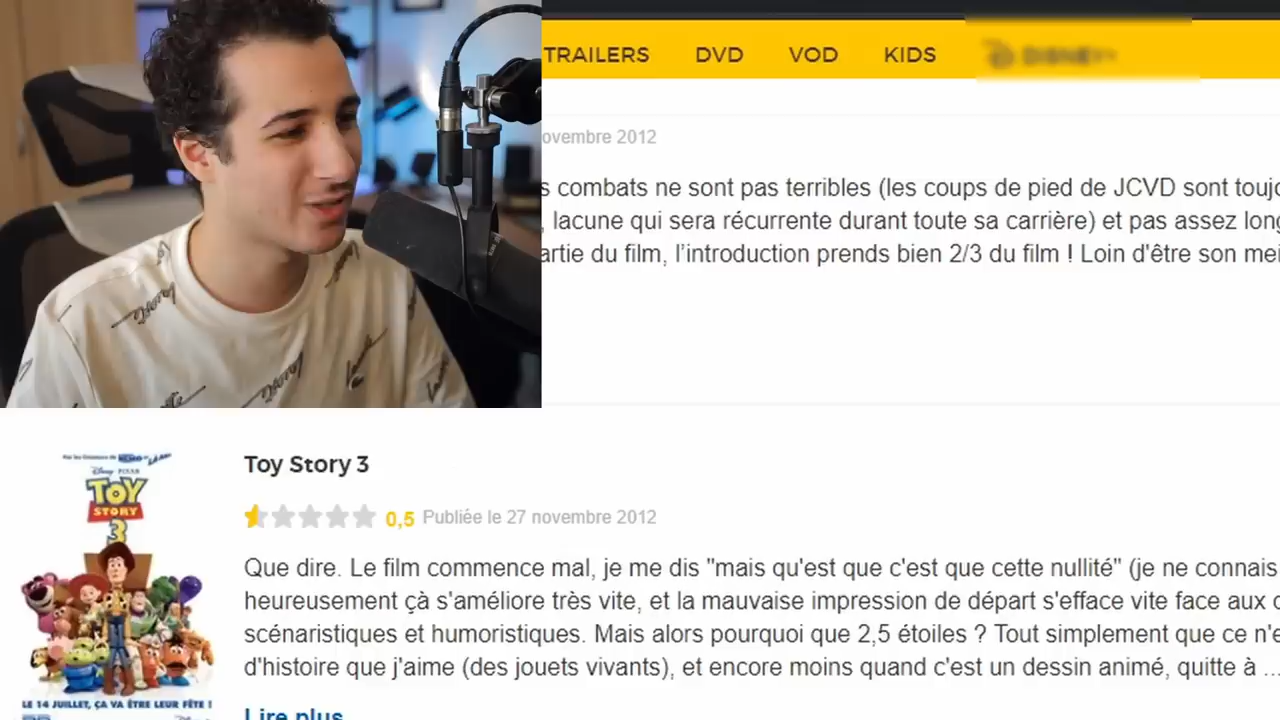 TRAILERS DVD VOD KIDS DISNEY+
ovembre 2012
s combats ne sont pas terribles (les coups de pied de JCVD sont toujo
, lacune qui sera récurrente durant toute sa carrière) et pas assez long
artie du film, l'introduction prends bien 2/3 du film ! Loin d'être son mei
Toy Story 3
0,5 Publiée le 27 novembre 2012
Que dire. Le film commence mal, je me dis "mais qu'est que c'est que cette nullité" (je ne connais
heureusement çà s'améliore très vite, et la mauvaise impression de départ s'efface vite face aux
scénaristiques et humoristiques. Mais alors pourquoi que 2,5 étoiles ? Tout simplement que ce n'e
d'histoire que j'aime (des jouets vivants), et encore moins quand c'est un dessin animé, quitte à ...
Lire plus
DISNEY PIXAR
TOY
STORY
3
LE 14 JUILLET, ÇA VA ÊTRE LEUR FÊTE !